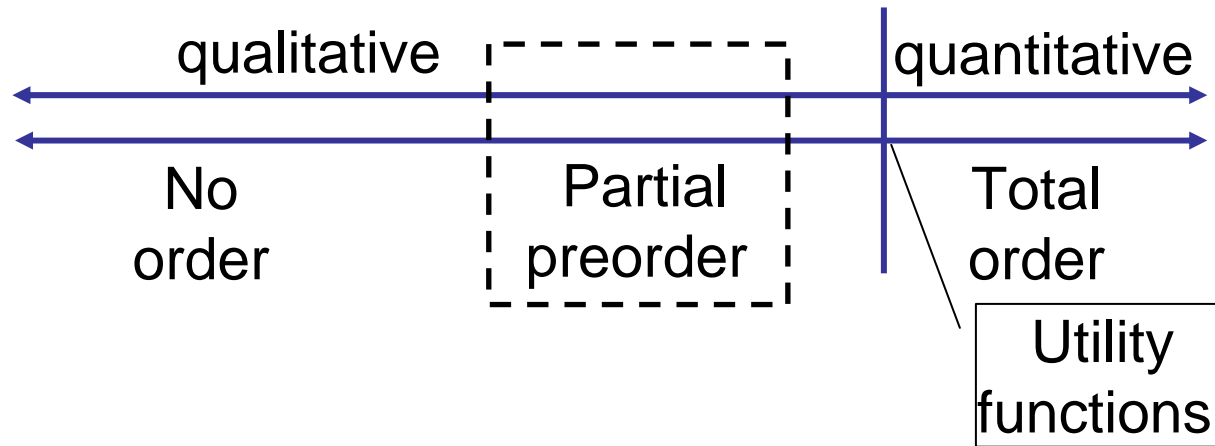 qualitative
quantitative
No
order
Partial
preorder
Total
order
Utility
functions